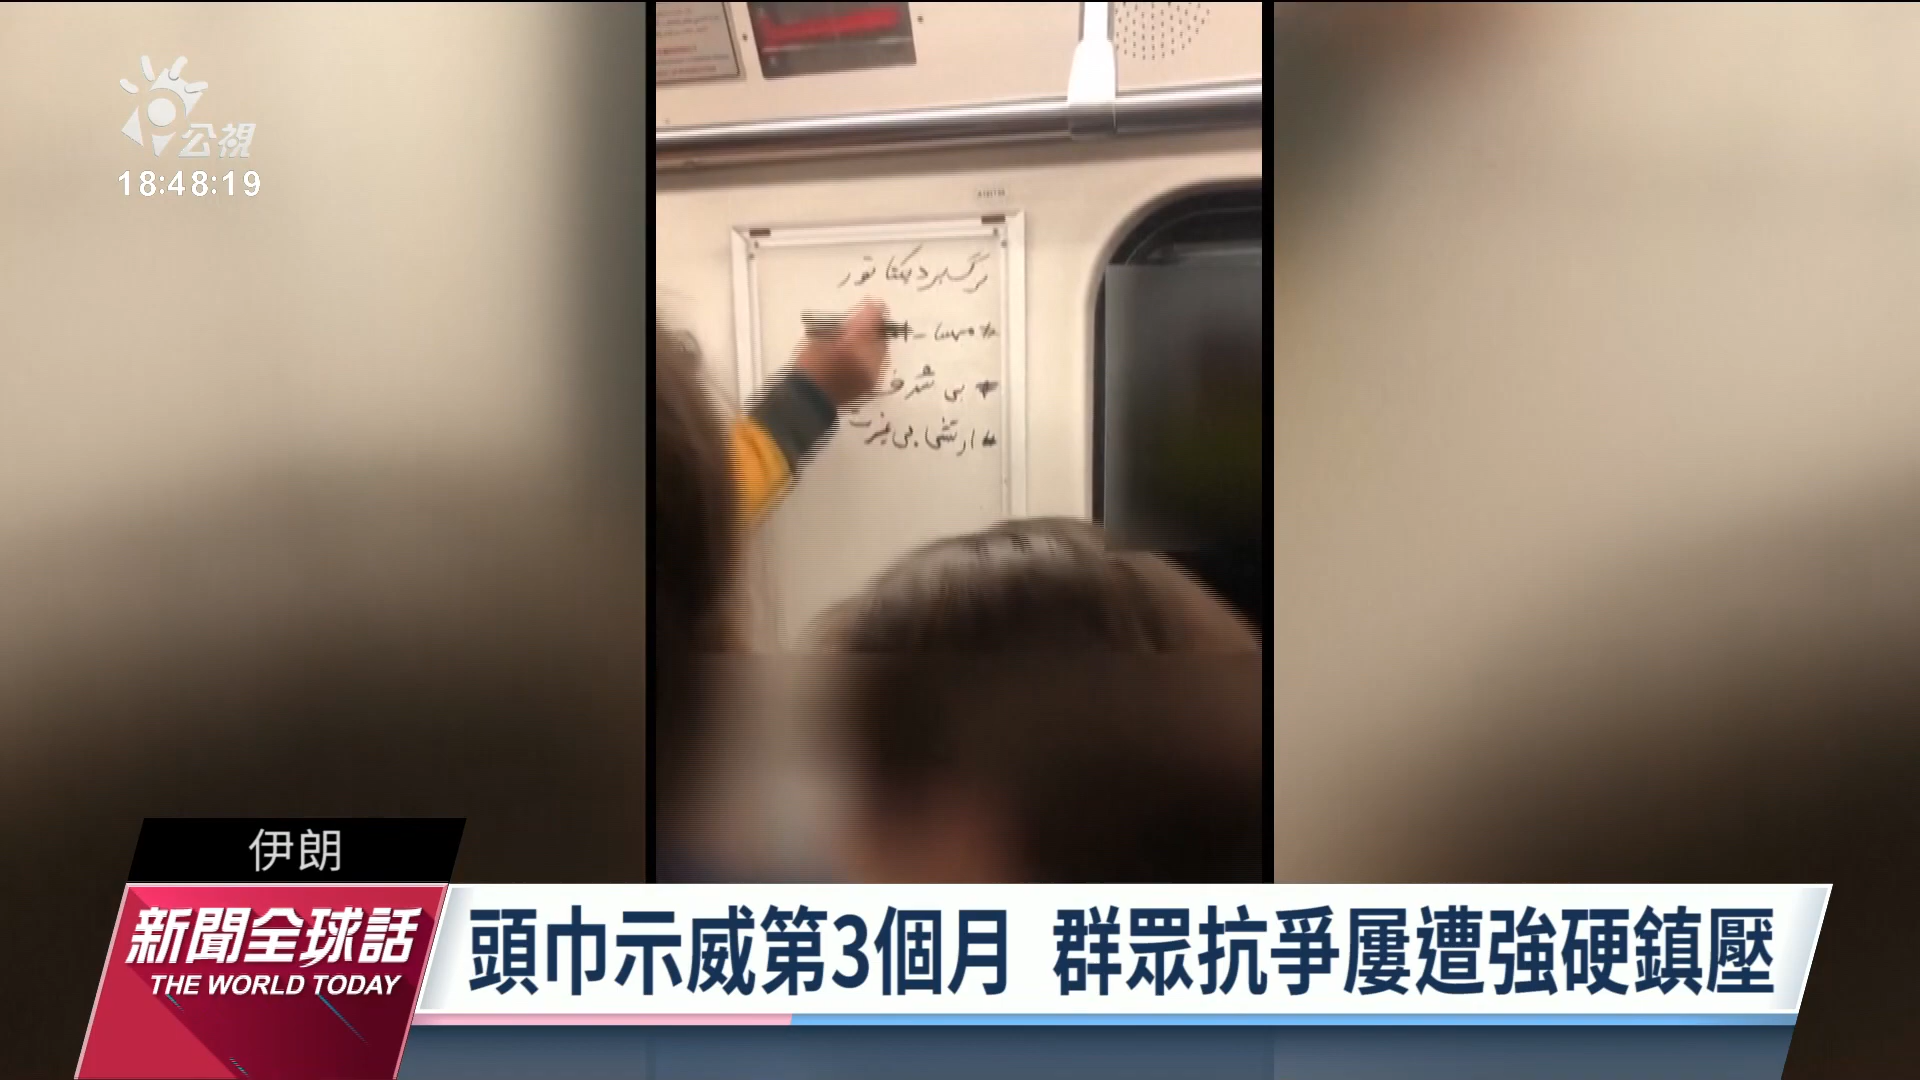 公視
18:48:19
مرگ بر دیکتاتور
مهسا -
بی شرف
ارتشی بی غیرت
伊朗
新聞全球話
THE WORLD TODAY
頭巾示威第3個月 群眾抗爭屢遭強硬鎮壓